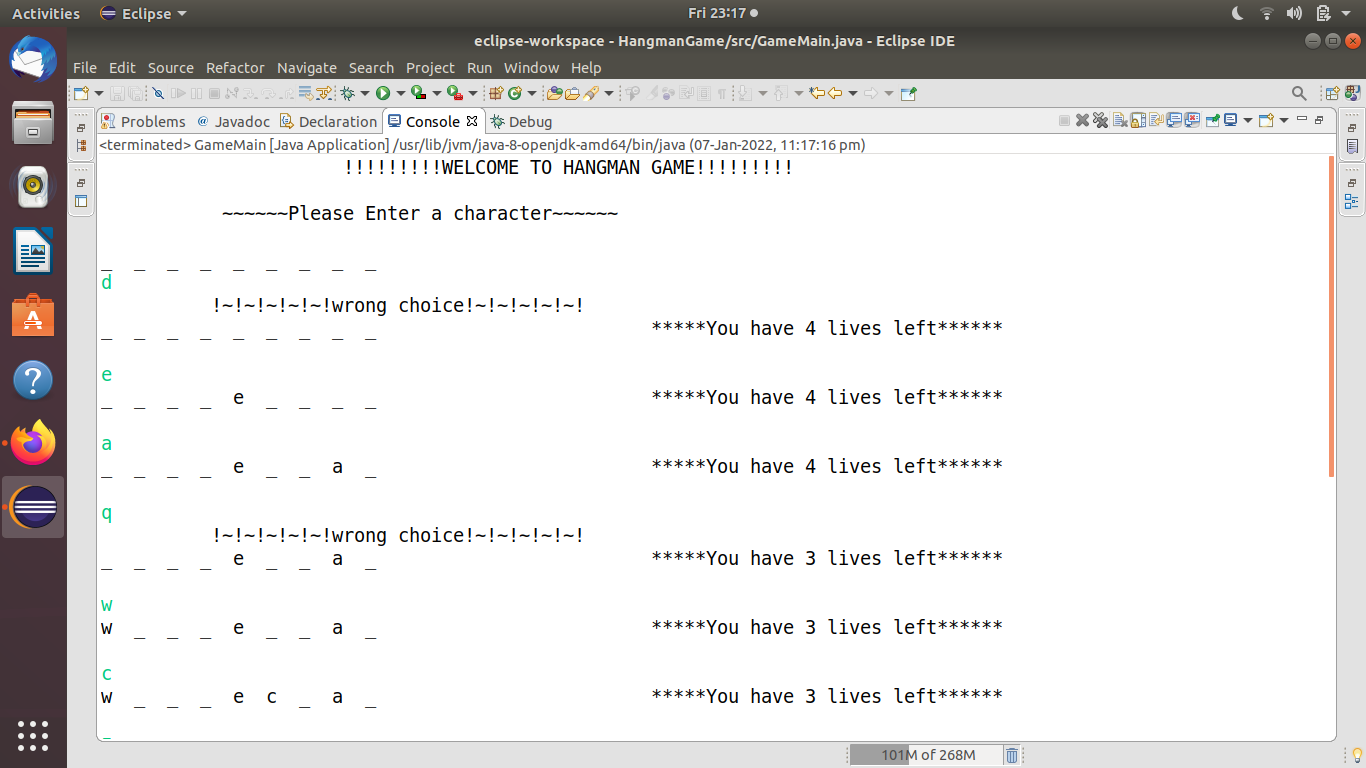 Activities Eclipse Fri 23:17
eclipse-workspace - HangmanGame/src/GameMain.java - Eclipse IDE
File Edit Source Refactor Navigate Search Project Run Window Help
Problems @ Javadoc Declaration Console Debug
<terminated> GameMain [Java Application] /usr/lib/jvm/java-8-openjdk-amd64/bin/java (07-Jan-2022, 11:17:16 pm)
!!!!!!!!!WELCOME TO HANGMAN GAME!!!!!!!!!
~~~~~~Please Enter a character~~~~~~
_ _ _ _ _ _ _ _ _
d
!~!~!~!~!~!wrong choice!~!~!~!~!~!
_ _ _ _ _ _ _ _ _ *****You have 4 lives left******
e
_ _ _ _ e _ _ _ _ *****You have 4 lives left******
a
_ _ _ _ e _ _ a _ *****You have 4 lives left******
q
!~!~!~!~!~!wrong choice!~!~!~!~!~!
_ _ _ _ e _ _ a _ *****You have 3 lives left******
w
w _ _ _ e _ _ a _ *****You have 3 lives left******
c
w _ _ _ e c _ a _ *****You have 3 lives left******
101M of 268M